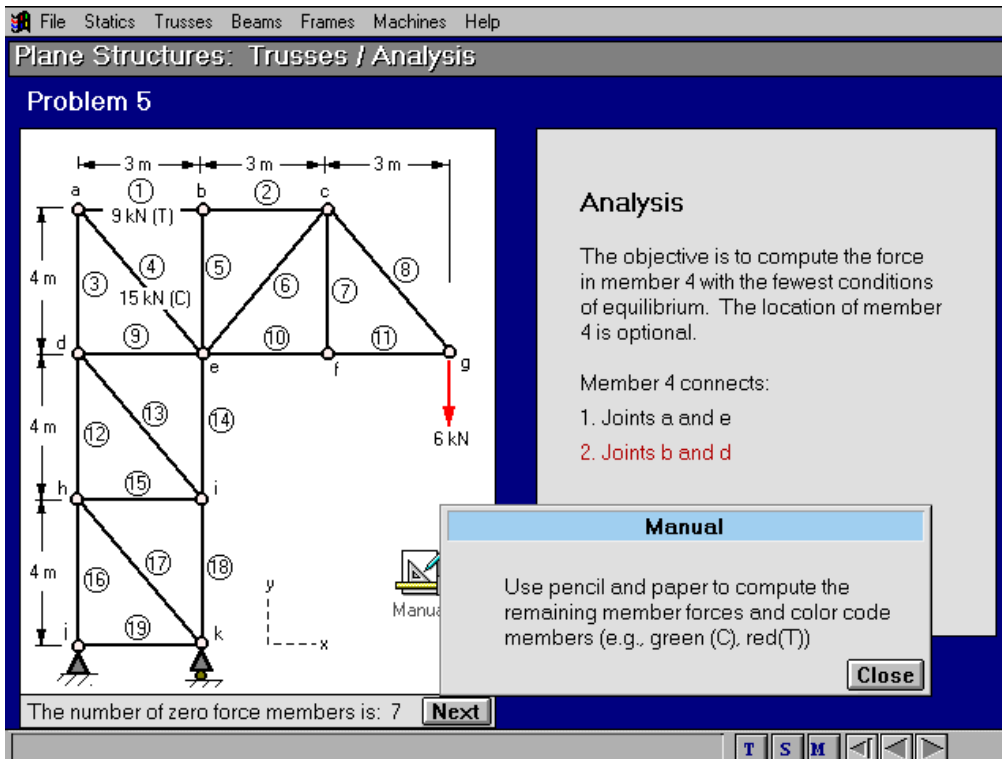 File Statics Trusses Beams Frames Machines Help
Plane Structures: Trusses / Analysis
Problem 5
3 m 3 m 3 m
a 1 b 2 c
9 kN (T)
4 m 3 4 5 6 7 8
15 kN (C)
9 10 11
d e f g
6 kN
4 m 12 13 14
15
h i
4 m 16 17 18
19
j k
y
x
Manua
The number of zero force members is: 7 Next
Analysis
The objective is to compute the force
in member 4 with the fewest conditions
of equilibrium. The location of member
4 is optional.
Member 4 connects:
1. Joints a and e
2. Joints b and d
Manual
Use pencil and paper to compute the
remaining member forces and color code
members (e.g., green (C), red(T))
Close
T S M